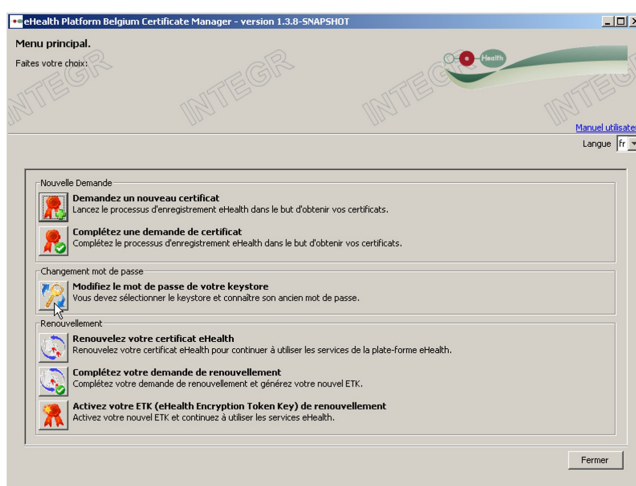 eHealth Platform Belgium Certificate Manager - version 1.3.8-SNAPSHOT
Menu principal.
Faites votre choix:
Health
INTEGR
INTEGR
INTEGR
INTEGR
Manuel utilisate
Langue fr
Nouvelle Demande
Demandez un nouveau certificat
Lancez le processus d'enregistrement eHealth dans le but d'obtenir vos certificats.
Complétez une demande de certificat
Complétez le processus d'enregistrement eHealth dans le but d'obtenir vos certificats.
Changement mot de passe
Modifiez le mot de passe de votre keystore
Vous devez sélectionner le keystore et connaître son ancien mot de passe.
Renouvellement
Renouvelez votre certificat eHealth
Renouvelez votre certificat eHealth pour continuer à utiliser les services de la plate-forme eHealth.
Complétez votre demande de renouvellement
Complétez votre demande de renouvellement et générez votre nouvel ETK.
Activez votre ETK (eHealth Encryption Token Key) de renouvellement
Activez votre nouvel ETK et continuez à utiliser les services eHealth.
Fermer